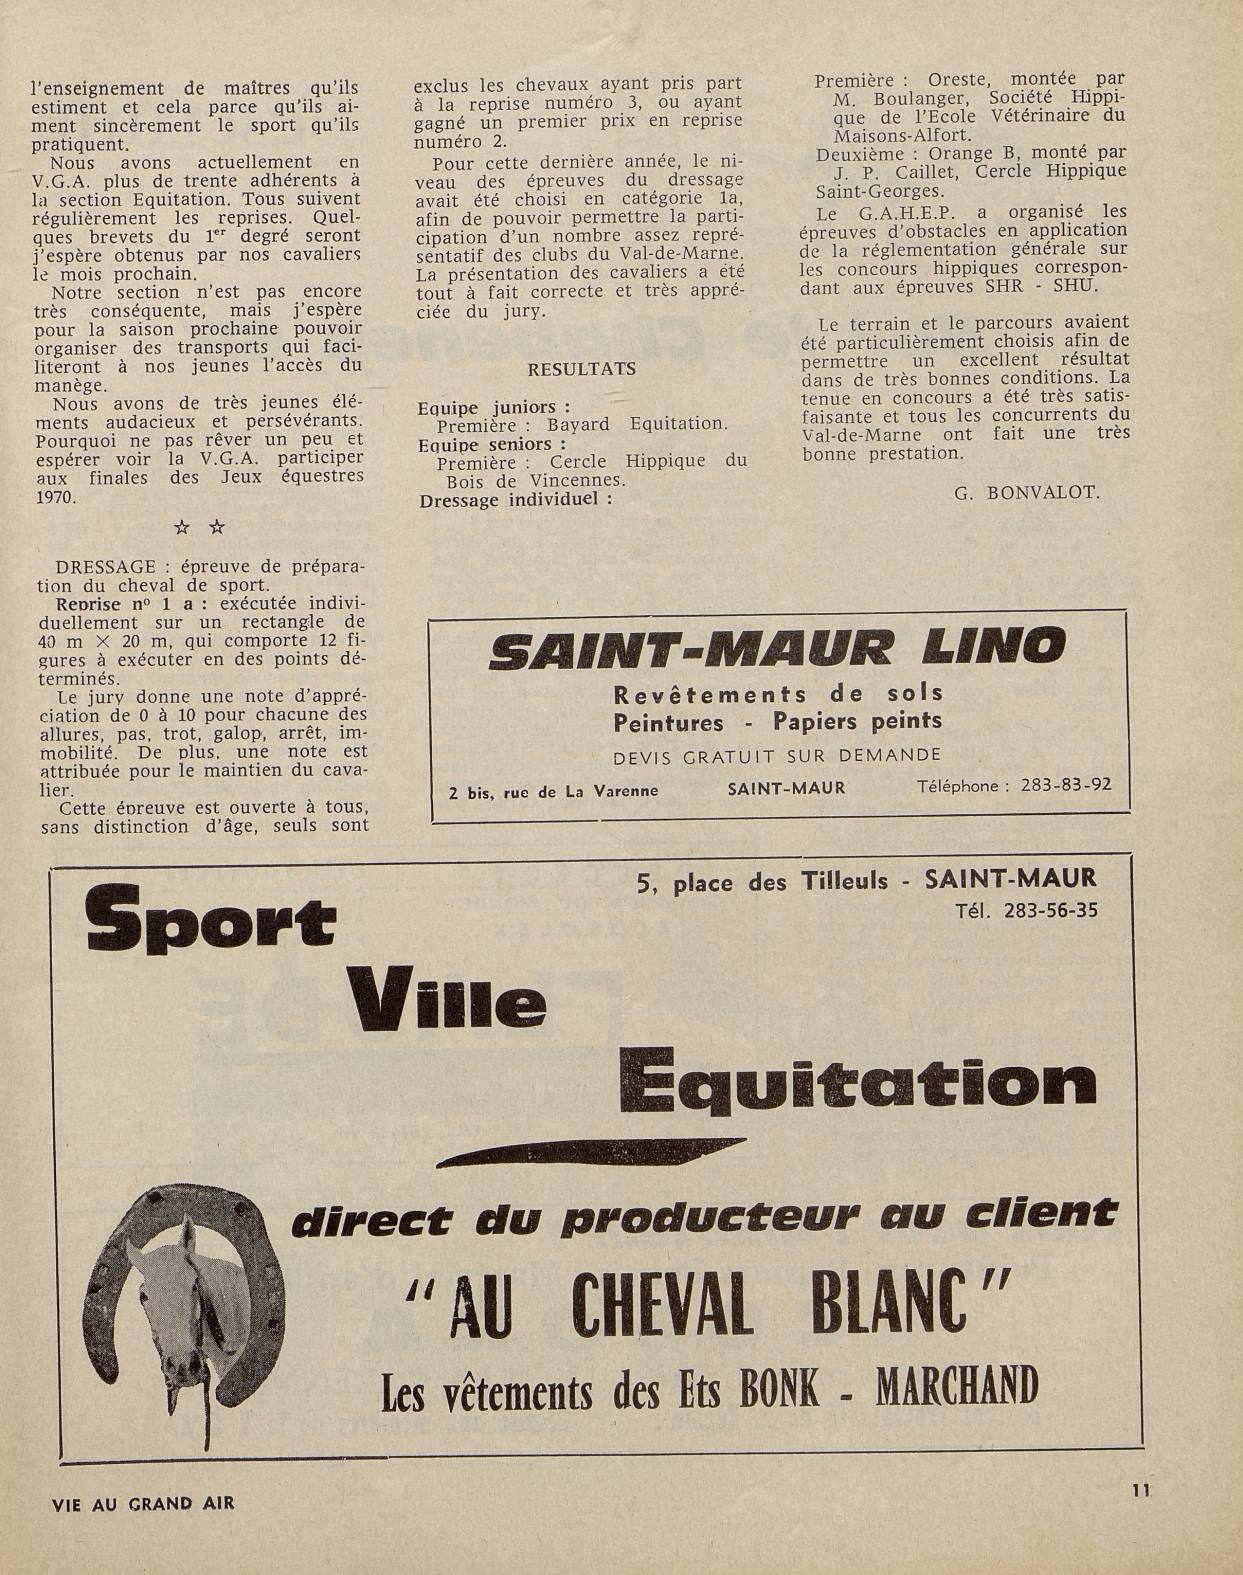 l'enseignement de maîtres qu'ils
estiment et cela parce qu'ils ai-
ment sincèrement le sport qu'ils
pratiquent.
Nous avons actuellement en
V.G.A. plus de trente adhérents à
la section Equitation. Tous suivent
régulièrement les reprises. Quel-
ques brevets du 1er degré seront
j'espère obtenus par nos cavaliers
le mois prochain.
Notre section n'est pas encore
très conséquente, mais j'espère
pour la saison prochaine pouvoir
organiser des transports qui faci-
literont à nos jeunes l'accès du
manège.
Nous avons de très jeunes élé-
ments audacieux et persévérants.
Pourquoi ne pas rêver un peu et
espérer voir la V.G.A. participer
aux finales des Jeux équestres
1970.
☆ ☆
DRESSAGE : épreuve de prépara-
tion du cheval de sport.
Reprise nº 1 a : exécutée indivi-
duellement sur un rectangle de
40 m × 20 m, qui comporte 12 fi-
gures à exécuter en des points dé-
terminés.
Le jury donne une note d'appré-
ciation de 0 à 10 pour chacune des
allures, pas, trot, galop, arrêt, im-
mobilité. De plus, une note est
attribuée pour le maintien du cava-
lier.
Cette épreuve est ouverte à tous,
sans distinction d'âge, seuls sont
exclus les chevaux ayant pris part
à la reprise numéro 3, ou ayant
gagné un premier prix en reprise
numéro 2.
Pour cette dernière année, le ni-
veau des épreuves du dressage
avait été choisi en catégorie 1a,
afin de pouvoir permettre la parti-
cipation d'un nombre assez repré-
sentatif des clubs du Val-de-Marne.
La présentation des cavaliers a été
tout à fait correcte et très appré-
ciée du jury.
RESULTATS
Equipe juniors :
Première : Bayard Equitation.
Equipe seniors :
Première : Cercle Hippique du
Bois de Vincennes.
Dressage individuel :
Première : Oreste, montée par
M. Boulanger, Société Hippi-
que de l'Ecole Vétérinaire du
Maisons-Alfort.
Deuxième : Orange B, monté par
J. P. Caillet, Cercle Hippique
Saint-Georges.
Le G.A.H.E.P. a organisé les
épreuves d'obstacles en application
de la réglementation générale sur
les concours hippiques correspon-
dant aux épreuves SHR - SHU.
Le terrain et le parcours avaient
été particulièrement choisis afin de
permettre un excellent résultat
dans de très bonnes conditions. La
tenue en concours a été très satis-
faisante et tous les concurrents du
Val-de-Marne ont fait une très
bonne prestation.
G. BONVALOT.
SAINT-MAUR LINO
Revêtements de sols
Peintures - Papiers peints
DEVIS GRATUIT SUR DEMANDE
2 bis, rue de La Varenne SAINT-MAUR Téléphone : 283-83-92
5, place des Tilleuls - SAINT-MAUR
Tél. 283-56-35
Sport
Ville
Equitation
direct du producteur au client
"AU CHEVAL BLANC"
Les vêtements des Ets BONK - MARCHAND
VIE AU GRAND AIR
11